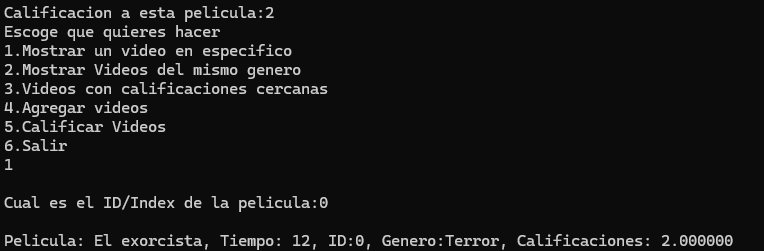 Calificacion a esta pelicula:2
Escoge que quieres hacer
1.Mostrar un video en especifico
2.Mostrar Videos del mismo genero
3.Videos con calificaciones cercanas
4.Agregar videos
5.Calificar Videos
6.Salir
1
Cual es el ID/Index de la pelicula:0
Pelicula: El exorcista, Tiempo: 12, ID:0, Genero:Terror, Calificaciones: 2.000000